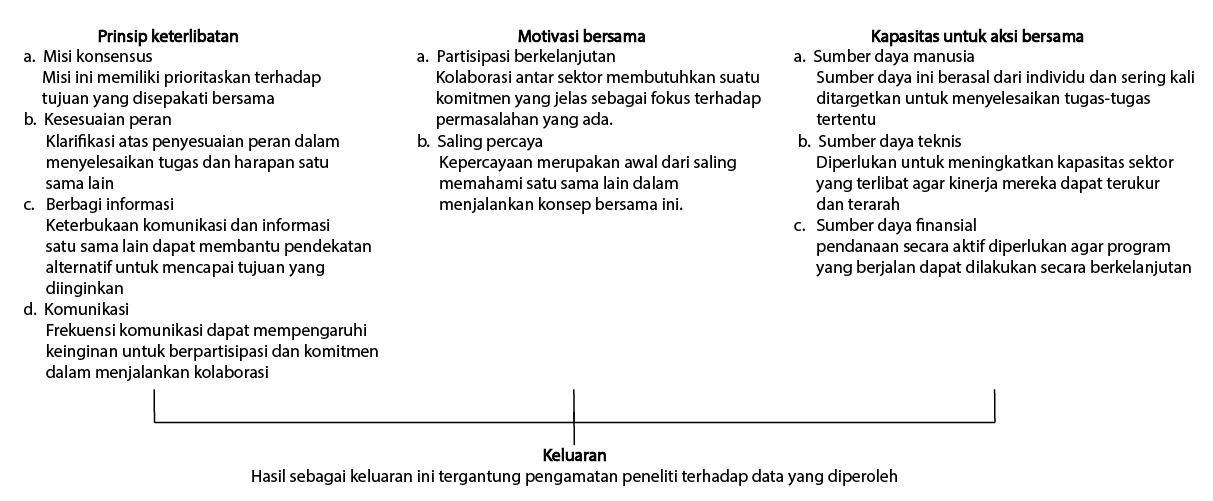 Prinsip keterlibatan
a. Misi konsensus
Misi ini memiliki prioritaskan terhadap
tujuan yang disepakati bersama
b. Kesesuaian peran
Klarifikasi atas penyesuaian peran dalam
menyelesaikan tugas dan harapan satu
sama lain
c. Berbagi informasi
Keterbukaan komunikasi dan informasi
satu sama lain dapat membantu pendekatan
alternatif untuk mencapai tujuan yang
diinginkan
d. Komunikasi
Frekuensi komunikasi dapat mempengaruhi
keinginan untuk berpartisipasi dan komitmen
dalam menjalankan kolaborasi
Motivasi bersama
a. Partisipasi berkelanjutan
Kolaborasi antar sektor membutuhkan suatu
komitmen yang jelas sebagai fokus terhadap
permasalahan yang ada.
b. Saling percaya
Kepercayaan merupakan awal dari saling
memahami satu sama lain dalam
menjalankan konsep bersama ini.
Kapasitas untuk aksi bersama
a. Sumber daya manusia
Sumber daya ini berasal dari individu dan sering kali
ditargetkan untuk menyelesaikan tugas-tugas
tertentu
b. Sumber daya teknis
Diperlukan untuk meningkatkan kapasitas sektor
yang terlibat agar kinerja mereka dapat terukur
dan terarah
c. Sumber daya finansial
pendanaan secara aktif diperlukan agar program
yang berjalan dapat dilakukan secara berkelanjutan
Keluaran
Hasil sebagai keluaran ini tergantung pengamatan peneliti terhadap data yang diperoleh